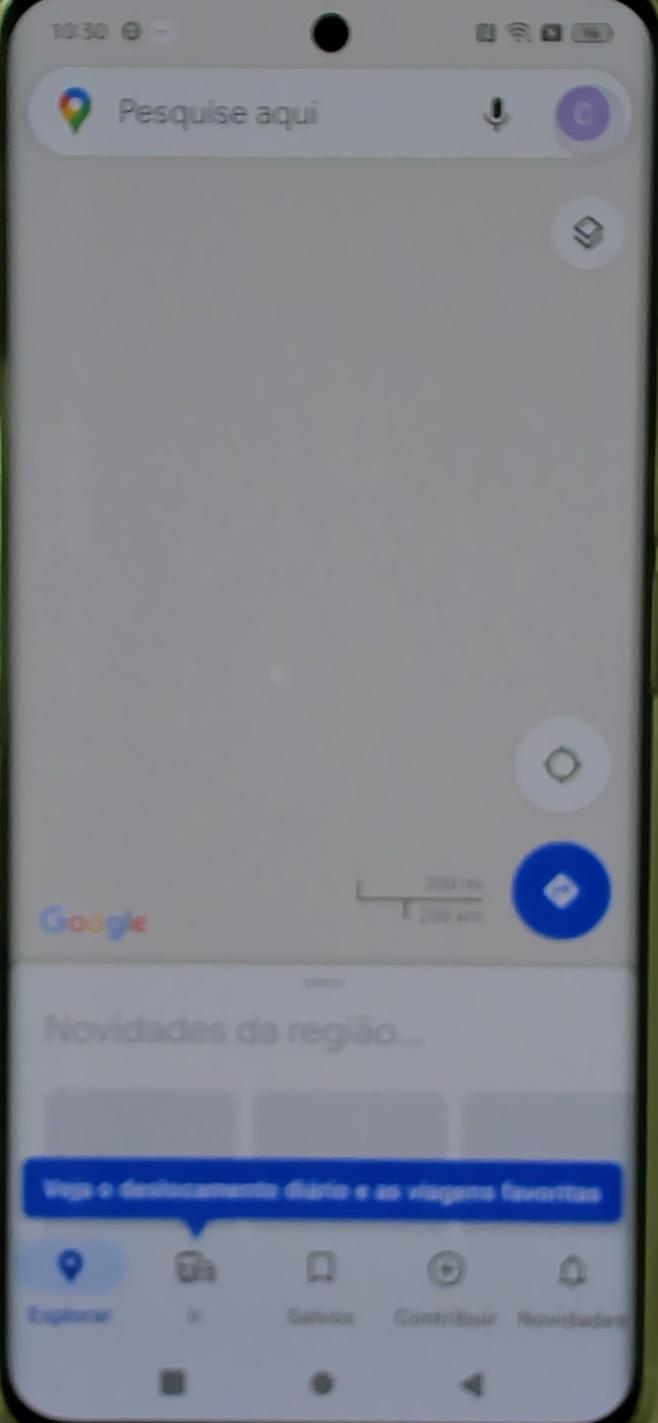 10:30
96
Pesquise aqui
C
200 mi
200 km
Google
Novidades da região...
Veja o deslocamento diário e as viagens favoritas
Explorar
Ir
Salvos
Contribuir
Novidades